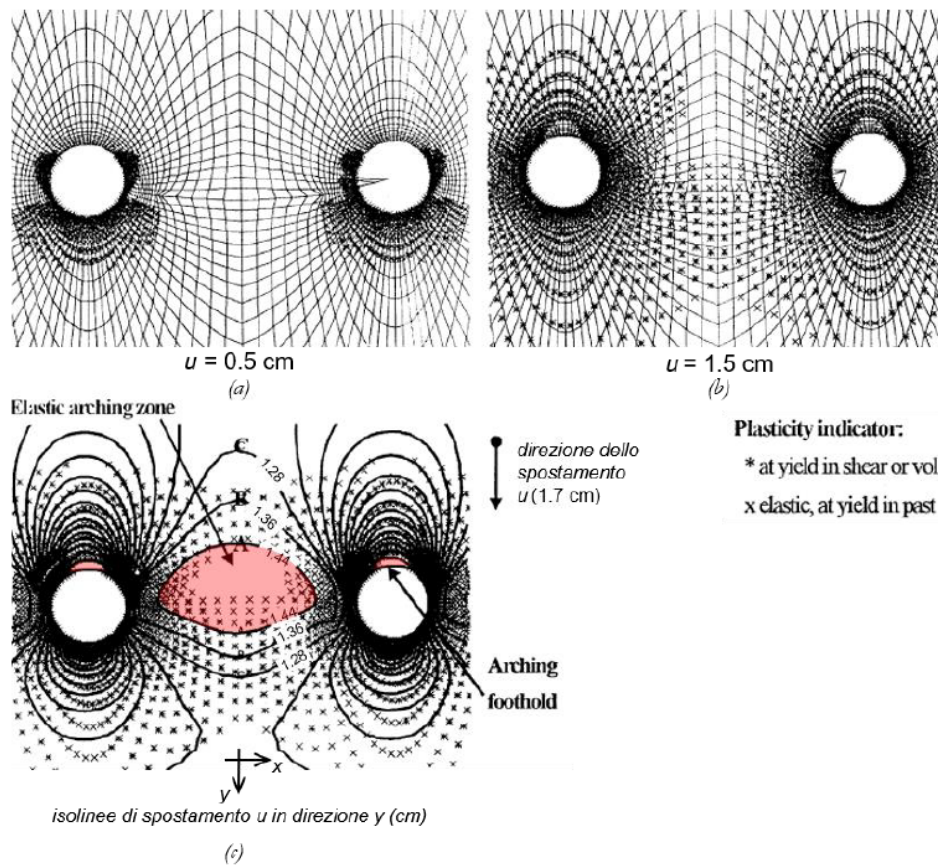 u = 0.5 cm
(a)
u = 1.5 cm
(b)
Elastic arching zone
C
1.28
B
1.36
A
1.44
1.44
1.36
1.28
direzione dello
spostamento
u (1.7 cm)
Plasticity indicator:
* at yield in shear or vol
x elastic, at yield in past
Arching
foothold
x
y
isolinee di spostamento u in direzione y (cm)
(c)